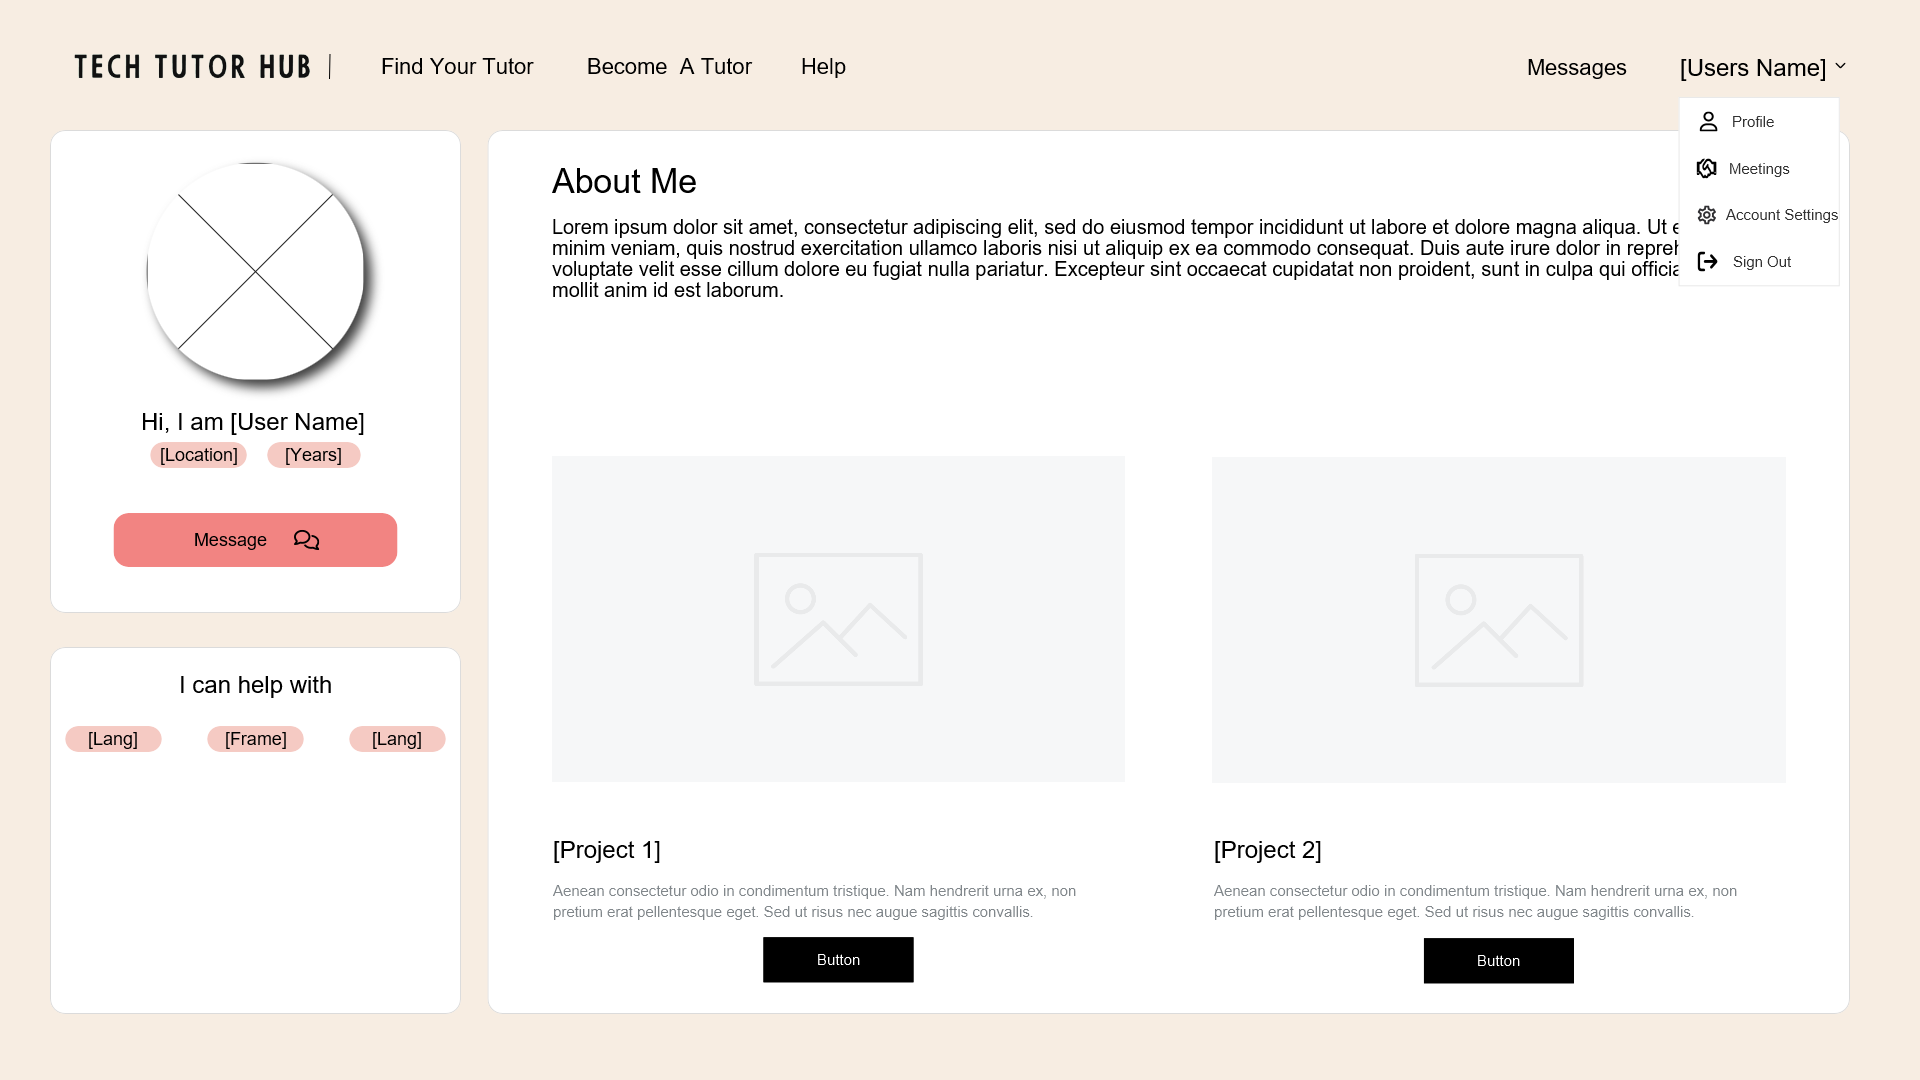 TECH TUTOR HUB
Find Your Tutor
Become A Tutor
Help
Messages
[Users Name]
Profile
Meetings
Account Settings
Sign Out
Hi, I am [User Name]
[Location]
[Years]
Message
I can help with
[Lang]
[Frame]
[Lang]
About Me
Lorem ipsum dolor sit amet, consectetur adipiscing elit, sed do eiusmod tempor incididunt ut labore et dolore magna aliqua. Ut
minim veniam, quis nostrud exercitation ullamco laboris nisi ut aliquip ex ea commodo consequat. Duis aute irure dolor in
voluptate velit esse cillum dolore eu fugiat nulla pariatur. Excepteur sint occaecat cupidatat non proident, sunt in culpa qui
mollit anim id est laborum.
[Project 1]
Aenean consectetur odio in condimentum tristique. Nam hendrerit urna ex, non
pretium erat pellentesque eget. Sed ut risus nec augue sagittis convallis.
Button
[Project 2]
Aenean consectetur odio in condimentum tristique. Nam hendrerit urna ex, non
pretium erat pellentesque eget. Sed ut risus nec augue sagittis convallis.
Button